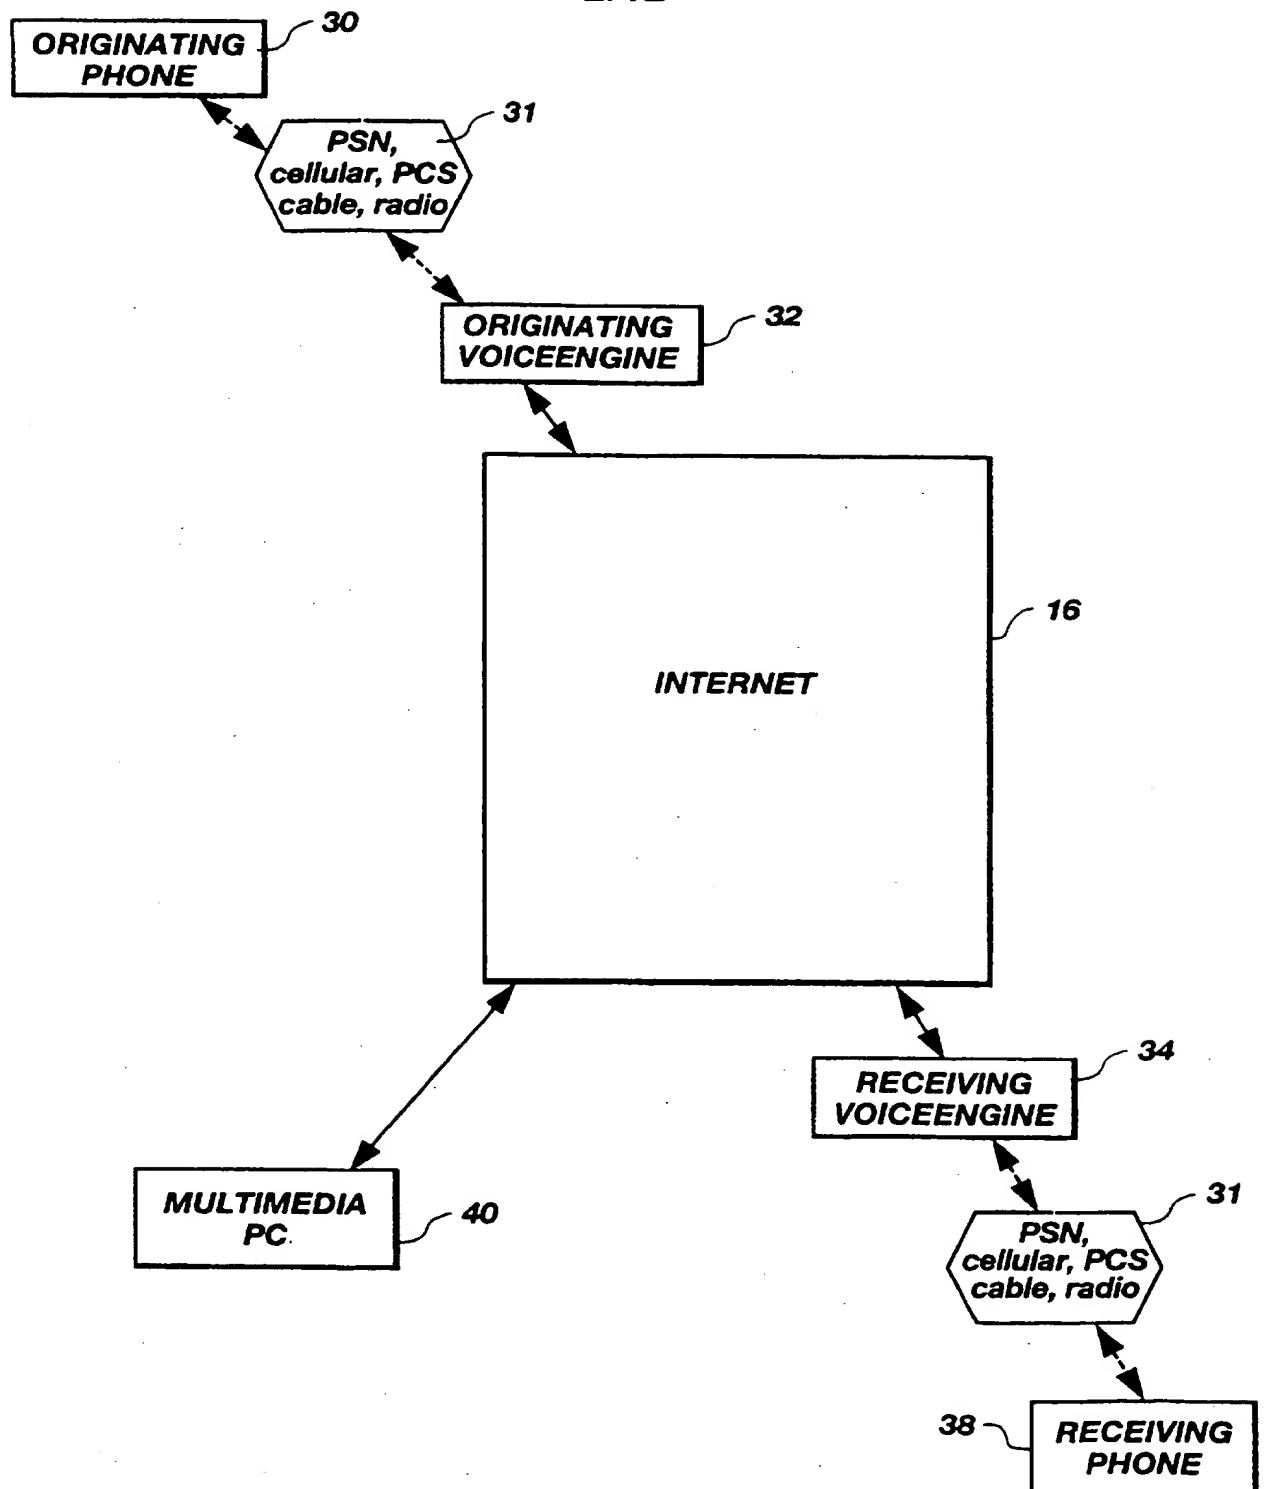 ORIGINATING
PHONE
30
PSN,
cellular, PCS
cable, radio
31
ORIGINATING
VOICEENGINE
32
INTERNET
16
RECEIVING
VOICEENGINE
34
MULTIMEDIA
PC
40
PSN,
cellular, PCS
cable, radio
31
38
RECEIVING
PHONE